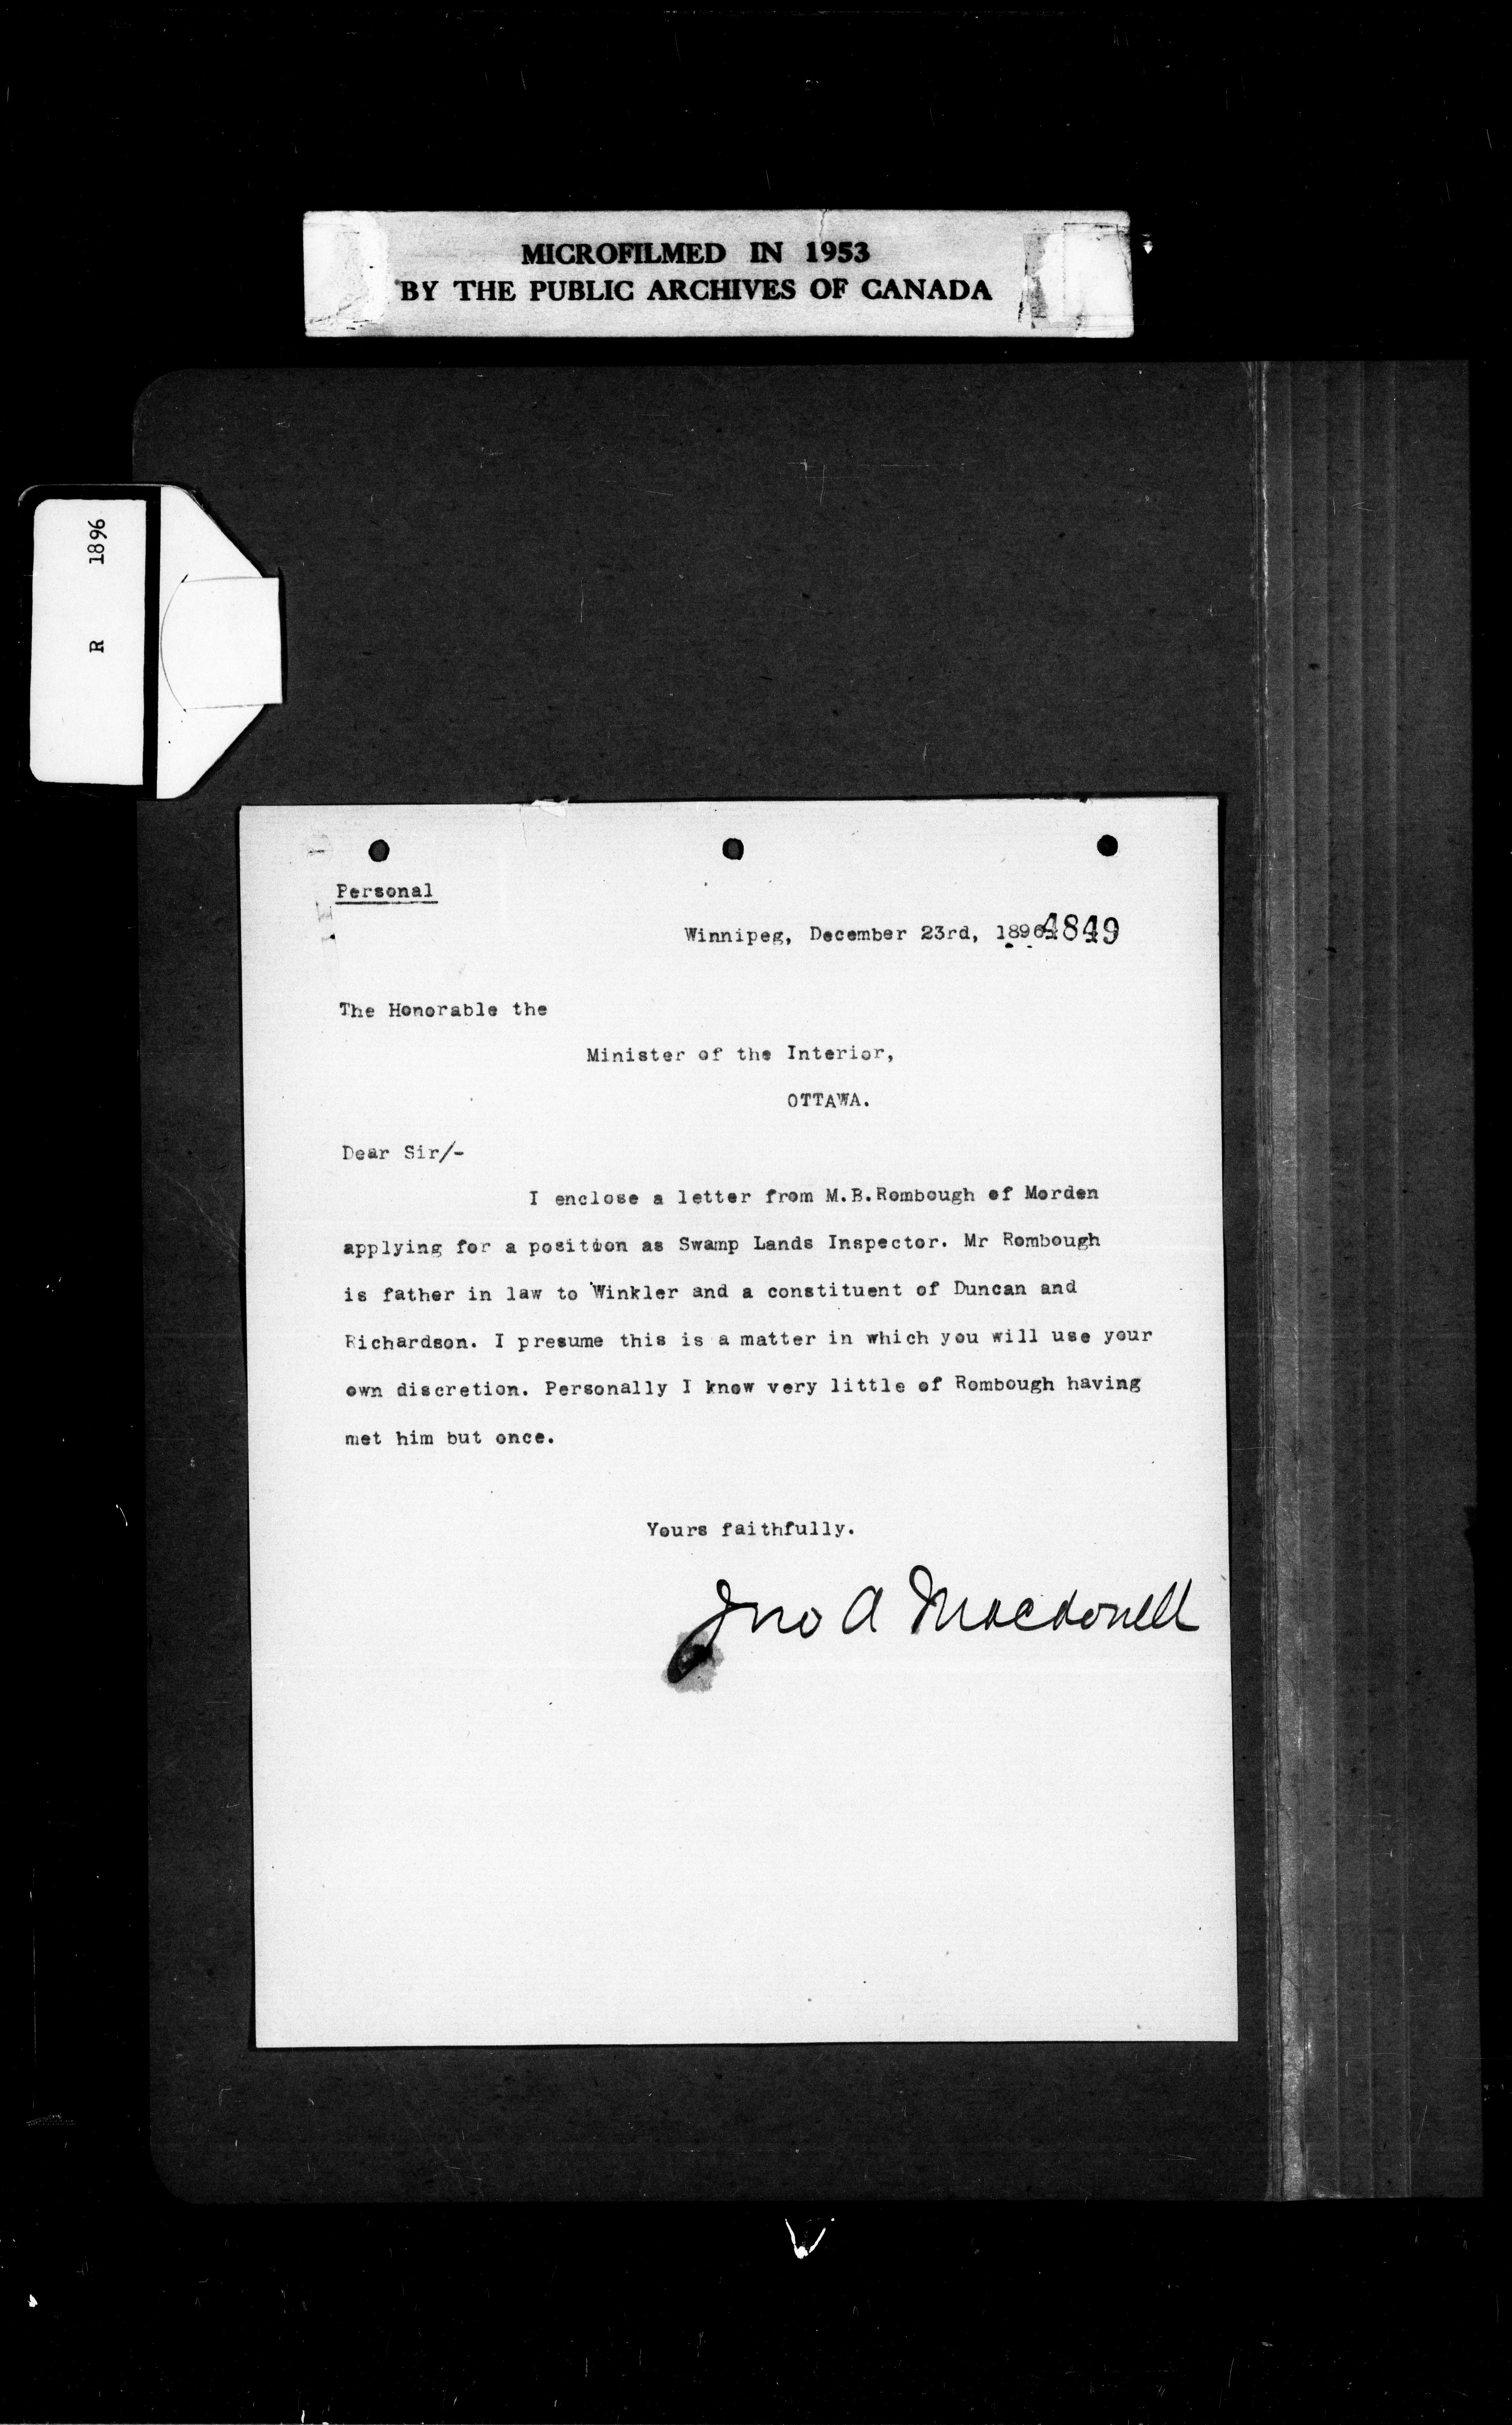 MICROFILMED IN 1953
BY THE PUBLIC ARCHIVES OF CANADA
R 1896
Personal
Winnipeg, December 23rd, 1896
4849
The Honorable the
Minister of the Interior,
OTTAWA.
Dear Sir/-
I enclose a letter from M.B.Rombough of Morden
applying for a position as Swamp Lands Inspector. Mr Rombough
is father in law to Winkler and a constituent of Duncan and
Richardson. I presume this is a matter in which you will use your
own discretion. Personally I know very little of Rombough having
met him but once.
Yours faithfully.
Jno A Macdonell